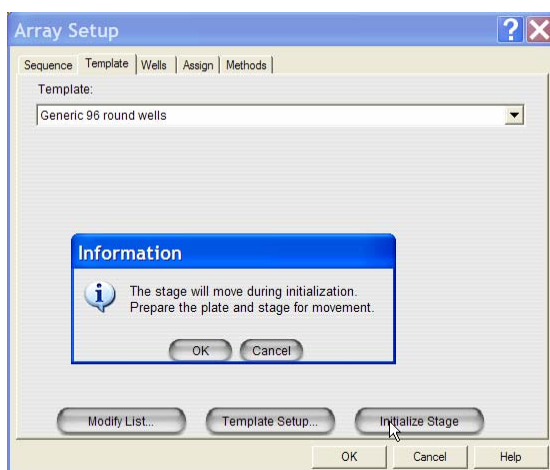 Array Setup
Sequence Template Wells Assign Methods
Template:
Generic 96 round wells
Information
The stage will move during initialization.
Prepare the plate and stage for movement.
OK Cancel
Modify List... Template Setup... Initialize Stage
OK Cancel Help